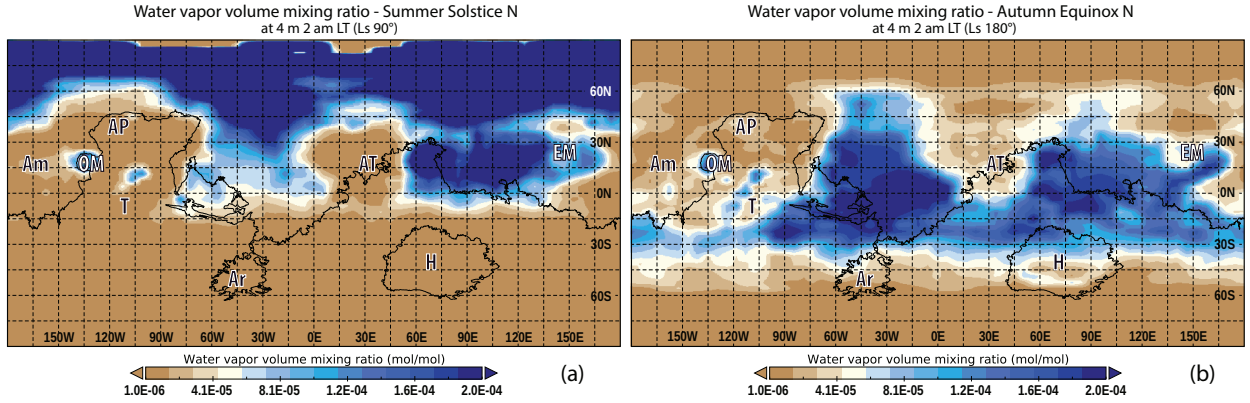 Water vapor volume mixing ratio - Summer Solstice N
at 4 m 2 am LT (Ls 90°)
60N
AP
30N
Am
OM
AT
EM
0N
T
30S
Ar
H
60S
150W 120W 90W 60W 30W 0E 30E 60E 90E 120E 150E
Water vapor volume mixing ratio (mol/mol)
1.0E-06 4.1E-05 8.1E-05 1.2E-04 1.6E-04 2.0E-04
(a)
Water vapor volume mixing ratio - Autumn Equinox N
at 4 m 2 am LT (Ls 180°)
60N
AP
30N
Am
OM
AT
EM
0N
T
30S
Ar
H
60S
150W 120W 90W 60W 30W 0E 30E 60E 90E 120E 150E
Water vapor volume mixing ratio (mol/mol)
1.0E-06 4.1E-05 8.1E-05 1.2E-04 1.6E-04 2.0E-04
(b)